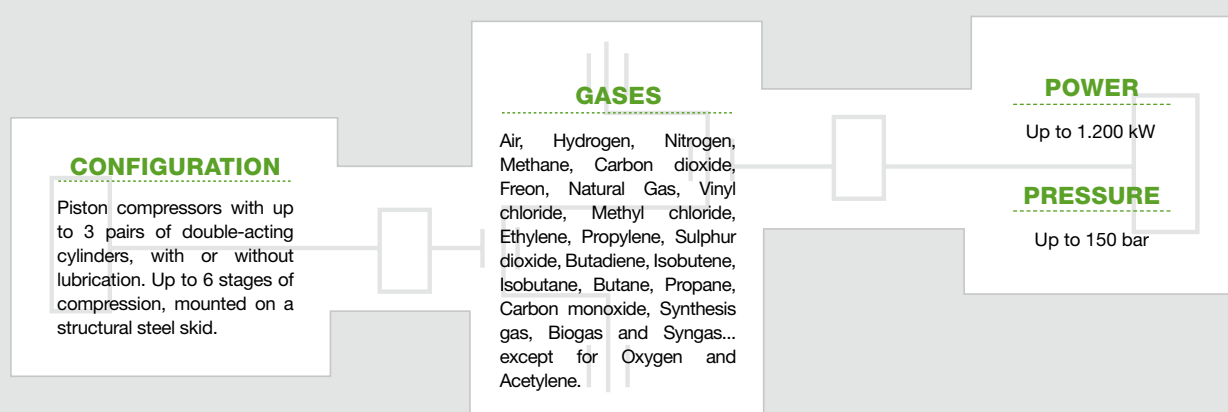 CONFIGURATION
Piston compressors with up
to 3 pairs of double-acting
cylinders, with or without
lubrication. Up to 6 stages of
compression, mounted on a
structural steel skid.
GASES
Air, Hydrogen, Nitrogen,
Methane, Carbon dioxide,
Freon, Natural Gas, Vinyl
chloride, Methyl chloride,
Ethylene, Propylene, Sulphur
dioxide, Butadiene, Isobutene,
Isobutane, Butane, Propane,
Carbon monoxide, Synthesis
gas, Biogas and Syngas...
except for Oxygen and
Acetylene.
POWER
Up to 1.200 kW
PRESSURE
Up to 150 bar